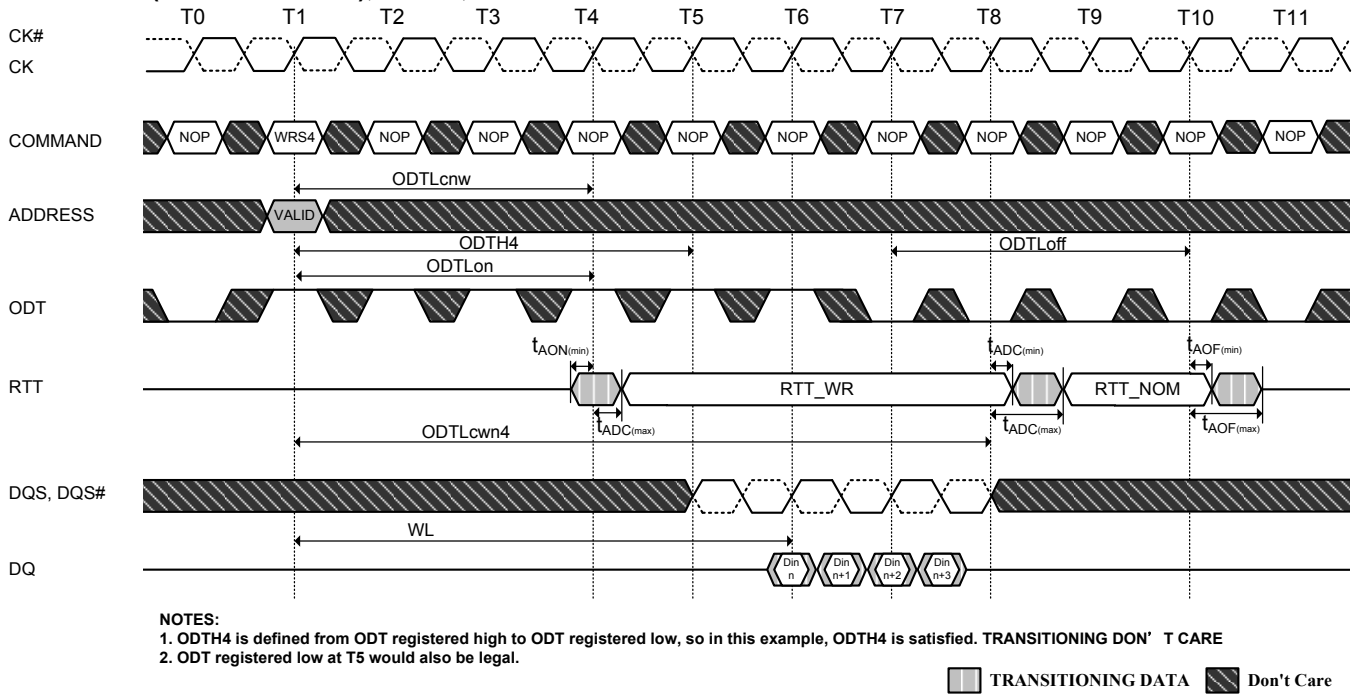 T0 T1 T2 T3 T4 T5 T6 T7 T8 T9 T10 T11
CK#
CK
COMMAND
NOP WRS4 NOP NOP NOP NOP NOP NOP NOP NOP NOP NOP
ODTLcnw
ADDRESS
VALID
ODTH4
ODTLoff
ODTLon
ODT
tAON(min)
tADC(min)
tAOF(min)
RTT
RTT_WR
RTT_NOM
tADC(max)
tADC(max)
tAOF(max)
ODTLcwn4
DQS, DQS#
WL
DQ
Din n
Din n+1
Din n+2
Din n+3
NOTES:
1. ODTH4 is defined from ODT registered high to ODT registered low, so in this example, ODTH4 is satisfied. TRANSITIONING DON’ T CARE
2. ODT registered low at T5 would also be legal.
TRANSITIONING DATA
Don't Care